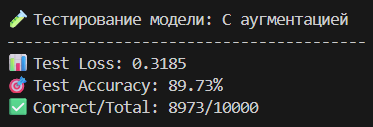 🧪 Тестирование модели: С аугментацией
----------------------------------------
📊 Test Loss: 0.3185
🎯 Test Accuracy: 89.73%
✅ Correct/Total: 8973/10000